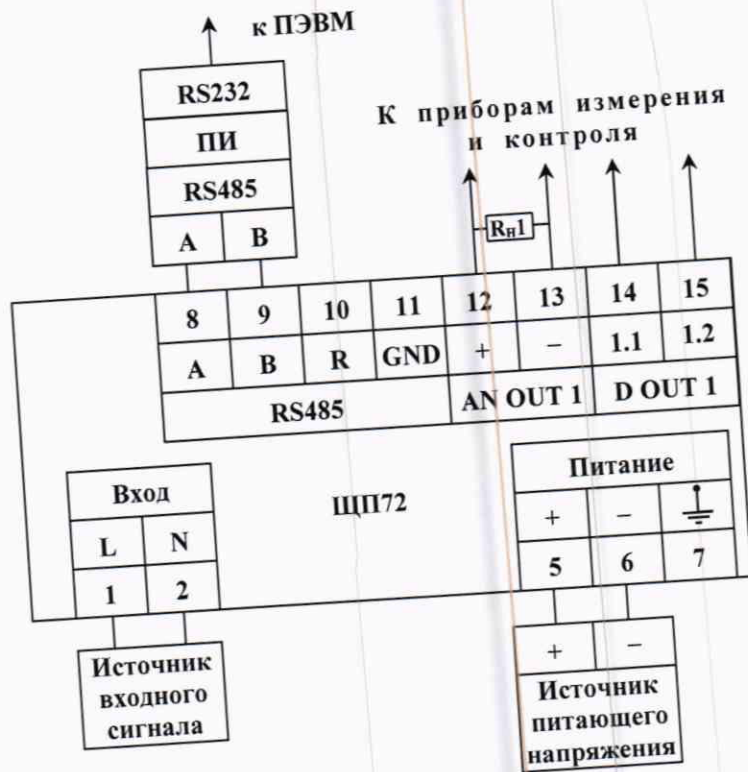 к ПЭВМ
RS232
ПИ
RS485
A B
К приборам измерения
и контроля
Rн1
8 9 10 11 12 13 14 15
A B R GND + − 1.1 1.2
RS485 AN OUT 1 D OUT 1
Вход
L N
1 2
ЩП72
Питание
+ −
5 6 7
Источник
входного
сигнала
+ −
Источник
питающего
напряжения